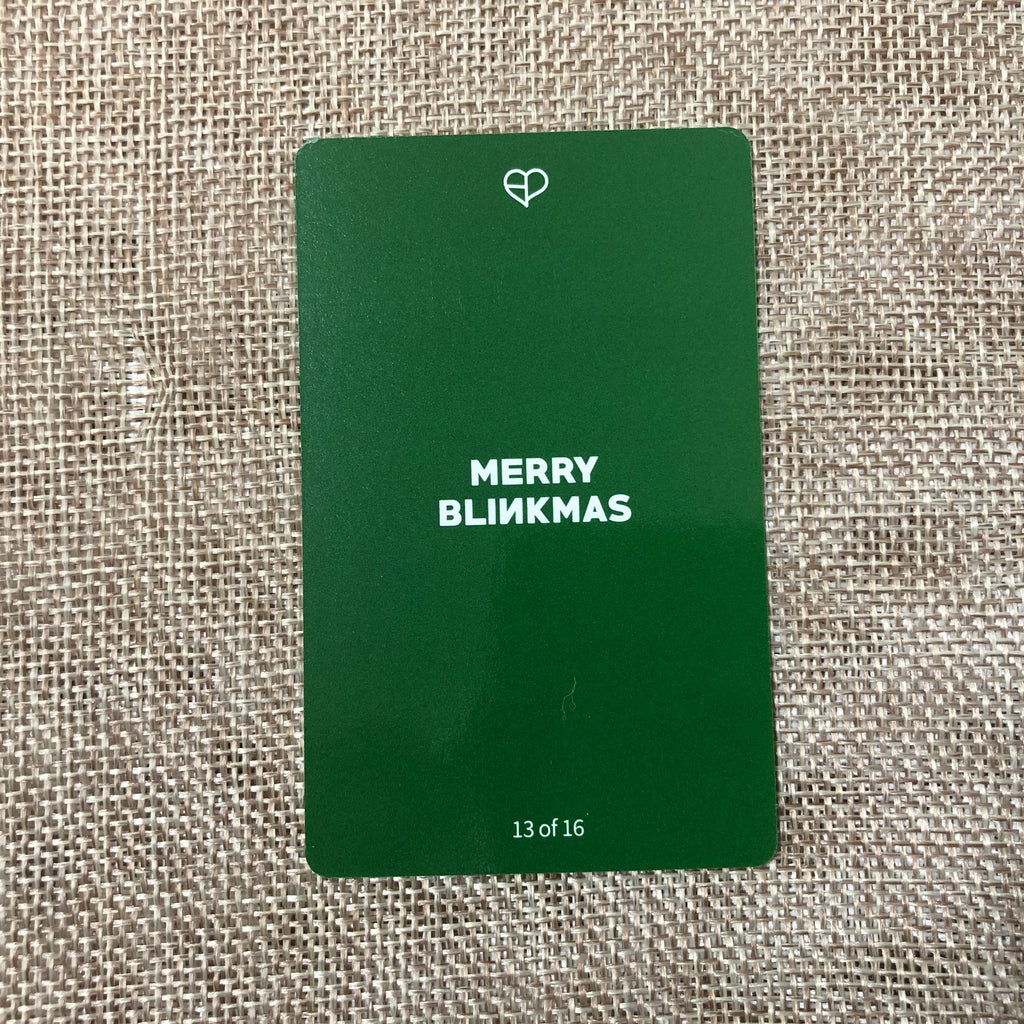 MERRY
BLIИKMAS
13 of 16